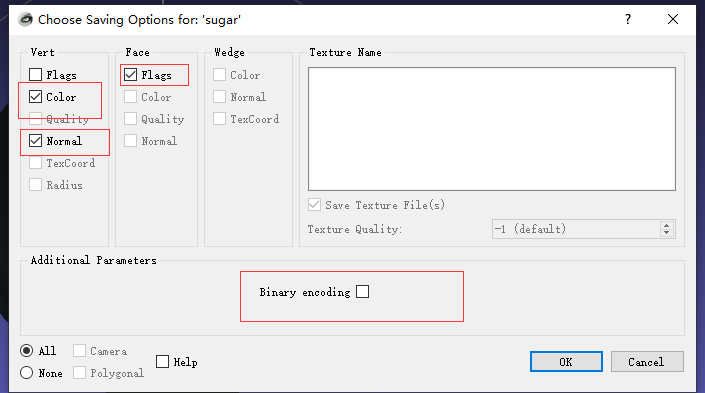 Choose Saving Options for: 'sugar'
Vert
Flags
Color
Quality
Normal
TexCoord
Radius
Face
Flags
Color
Quality
Normal
Wedge
Color
Normal
TexCoord
Texture Name
Save Texture File(s)
Texture Quality:
-1 (default)
Additional Parameters
Binary encoding
All
Camera
None
Polygonal
Help
OK
Cancel